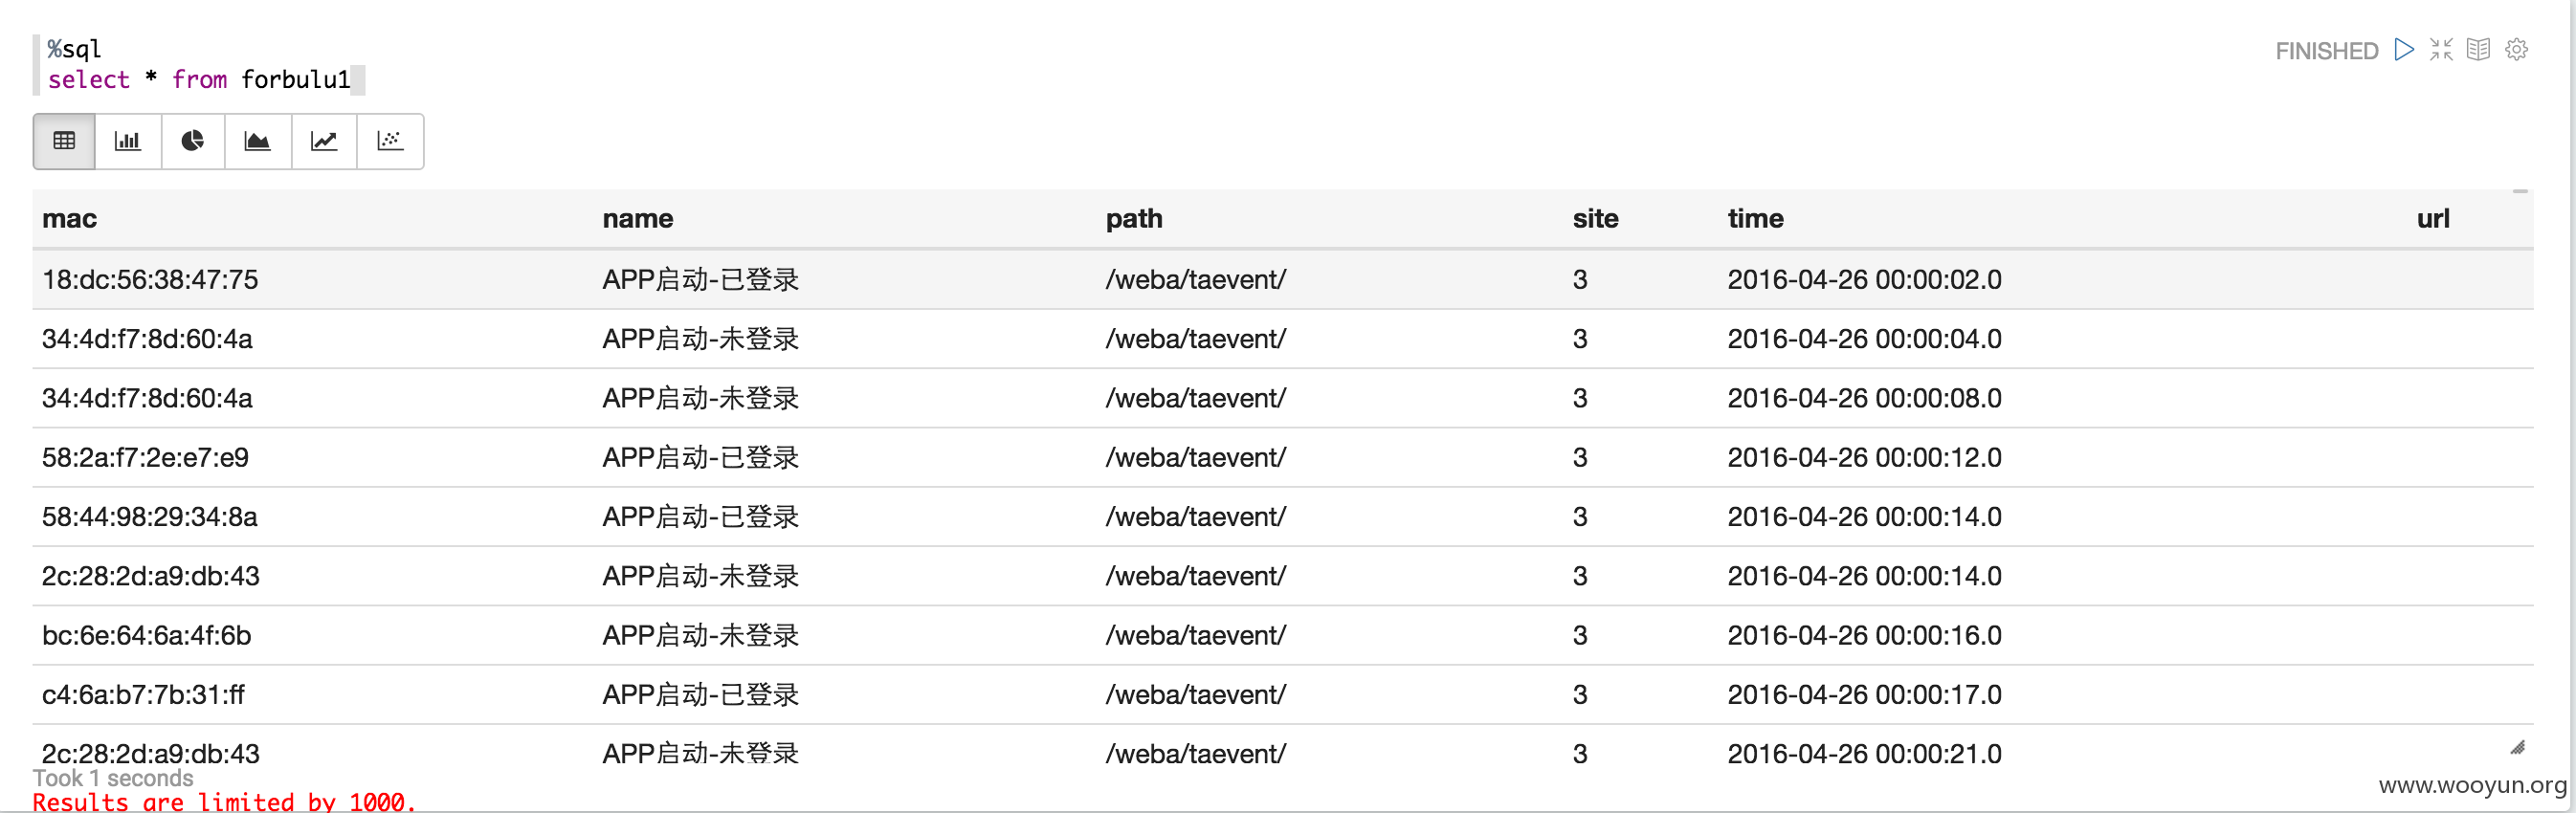 %sql
select * from forbulu1
FINISHED
mac name path site time url
18:dc:56:38:47:75 APP启动-已登录 /weba/taevent/ 3 2016-04-26 00:00:02.0
34:4d:f7:8d:60:4a APP启动-未登录 /weba/taevent/ 3 2016-04-26 00:00:04.0
34:4d:f7:8d:60:4a APP启动-未登录 /weba/taevent/ 3 2016-04-26 00:00:08.0
58:2a:f7:2e:e7:e9 APP启动-已登录 /weba/taevent/ 3 2016-04-26 00:00:12.0
58:44:98:29:34:8a APP启动-已登录 /weba/taevent/ 3 2016-04-26 00:00:14.0
2c:28:2d:a9:db:43 APP启动-未登录 /weba/taevent/ 3 2016-04-26 00:00:14.0
bc:6e:64:6a:4f:6b APP启动-未登录 /weba/taevent/ 3 2016-04-26 00:00:16.0
c4:6a:b7:7b:31:ff APP启动-已登录 /weba/taevent/ 3 2016-04-26 00:00:17.0
2c:28:2d:a9:db:43 APP启动-未登录 /weba/taevent/ 3 2016-04-26 00:00:21.0
Took 1 seconds
Results are limited by 1000.
www.wooyun.org